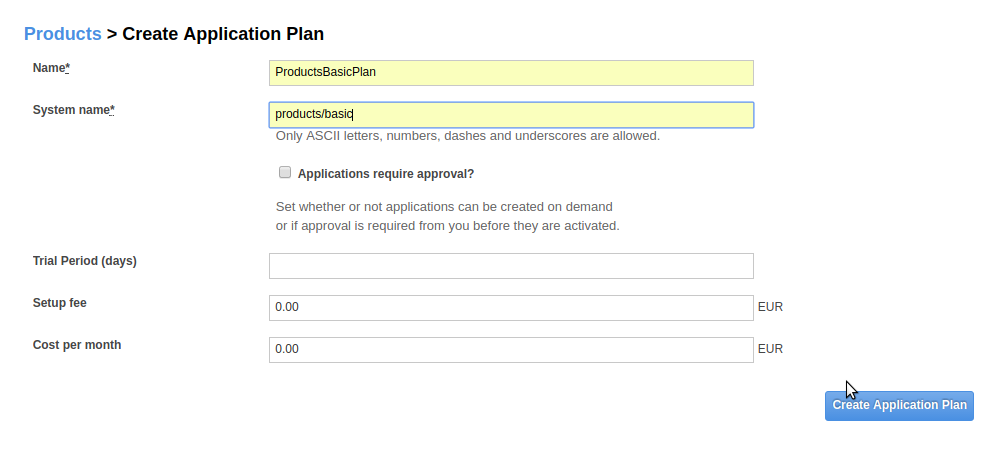 Products > Create Application Plan
Name*
ProductsBasicPlan
System name*
products/basic
Only ASCII letters, numbers, dashes and underscores are allowed.
Applications require approval?
Set whether or not applications can be created on demand
or if approval is required from you before they are activated.
Trial Period (days)
Setup fee
0.00 EUR
Cost per month
0.00 EUR
Create Application Plan